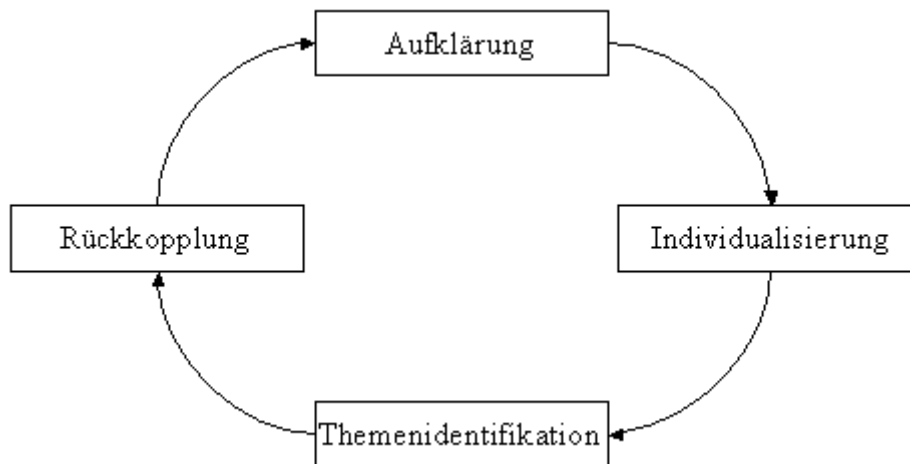 Aufklärung
Rückkopplung
Individualisierung
Themenidentifikation